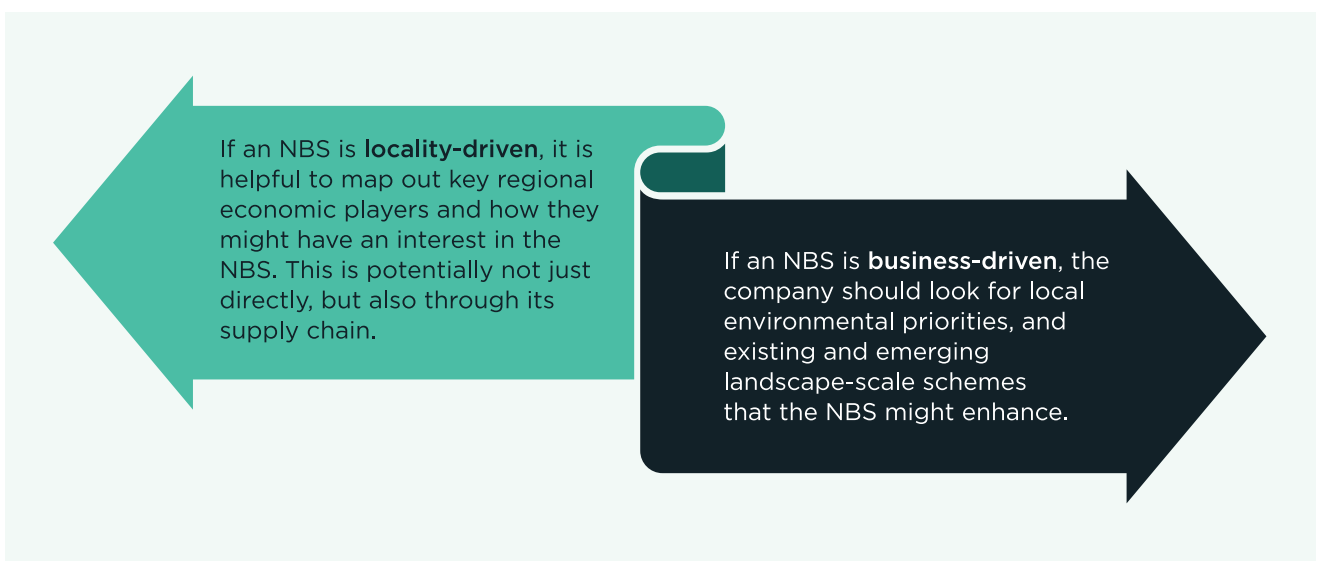 If an NBS is locality-driven, it is
helpful to map out key regional
economic players and how they
might have an interest in the
NBS. This is potentially not just
directly, but also through its
supply chain.
If an NBS is business-driven, the
company should look for local
environmental priorities, and
existing and emerging
landscape-scale schemes
that the NBS might enhance.